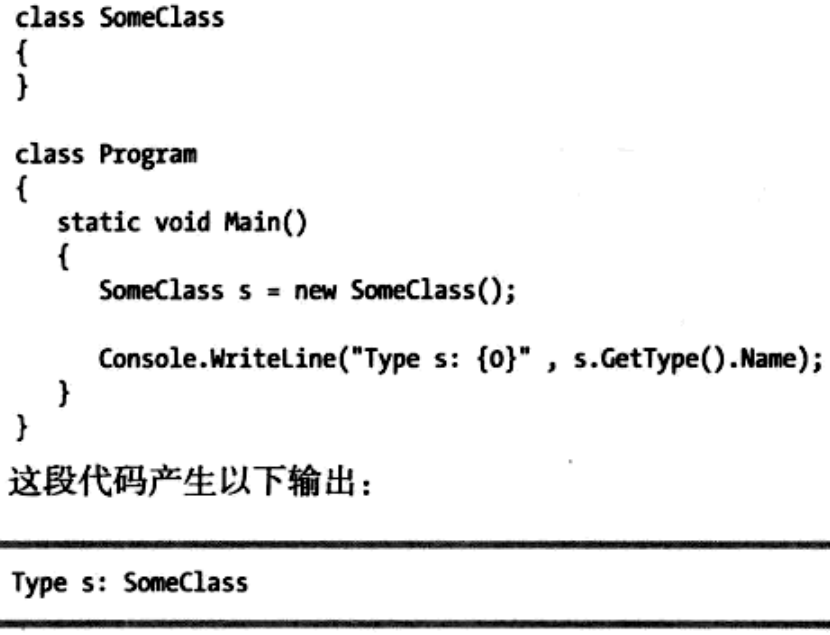 class SomeClass
{
}
class Program
{
   static void Main()
   {
      SomeClass s = new SomeClass();
      Console.WriteLine("Type s: {0}" , s.GetType().Name);
   }
}
这段代码产生以下输出：
Type s: SomeClass